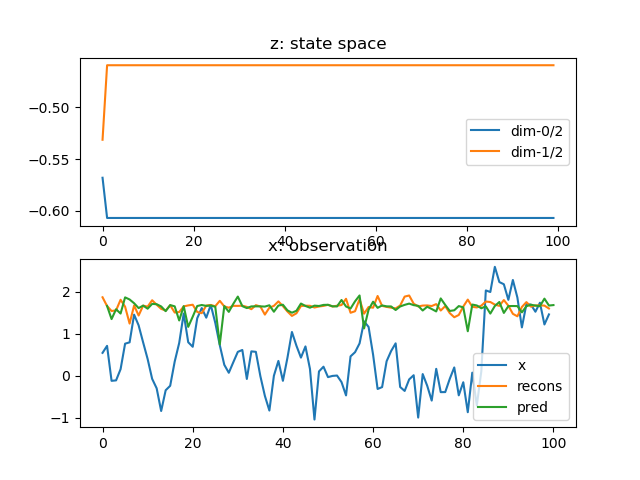 z: state space
−0.50
−0.55
−0.60
dim-0/2
dim-1/2
0 20 40 60 80 100
x: observation
2
1
0
−1
x
recons
pred
0 20 40 60 80 100